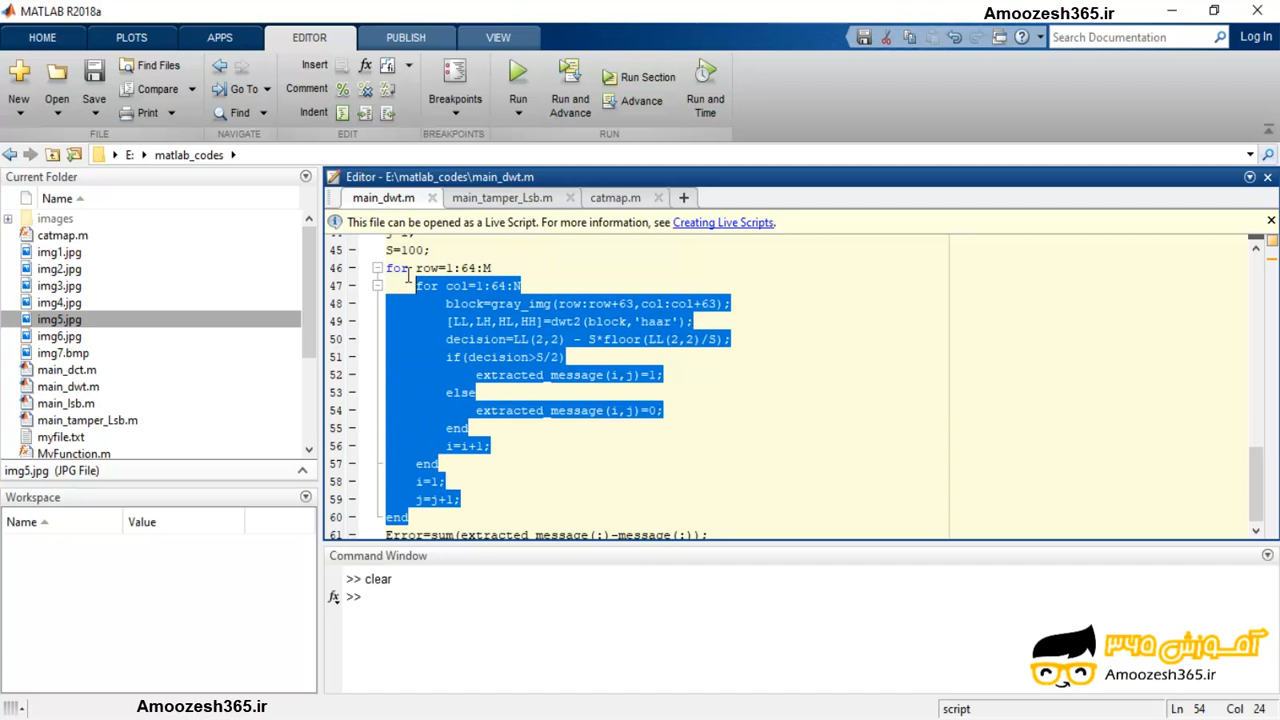 MATLAB R2018a
Amoozesh365.ir
HOME PLOTS APPS EDITOR PUBLISH VIEW
Search Documentation
Log In
New Open Save
Find Files
Compare
Print
Go To
Find
Insert fx
Comment %
Indent
Breakpoints
Run
Run and Advance
Run Section
Advance
Run and Time
FILE NAVIGATE EDIT BREAKPOINTS RUN
E: matlab_codes
Current Folder
Name
images
catmap.m
img1.jpg
img2.jpg
img3.jpg
img4.jpg
img5.jpg
img6.jpg
img7.bmp
main_dct.m
main_dwt.m
main_lsb.m
main_tamper_Lsb.m
myfile.txt
MyFunction.m
img5.jpg (JPG File)
Workspace
Name Value
Editor - E:\matlab_codes\main_dwt.m
main_dwt.m main_tamper_Lsb.m catmap.m
This file can be opened as a Live Script. For more information, see Creating Live Scripts.
45 – S=100;
46 – for row=1:64:M
47 – for col=1:64:N
48 – block=gray_img(row:row+63,col:col+63);
49 – [LL,LH,HL,HH]=dwt2(block,'haar');
50 – decision=LL(2,2) - S*floor(LL(2,2)/S);
51 – if(decision>S/2)
52 – extracted_message(i,j)=1;
53 – else
54 – extracted_message(i,j)=0;
55 – end
56 – i=i+1;
57 – end
58 – i=1;
59 – j=j+1;
60 – end
61 – Error=sum(extracted_message(:)-message(:));
Command Window
>> clear
fx >>
آموزش ۳۶۵
Amoozesh365.ir
Amoozesh365.ir
script
Ln 54 Col 24